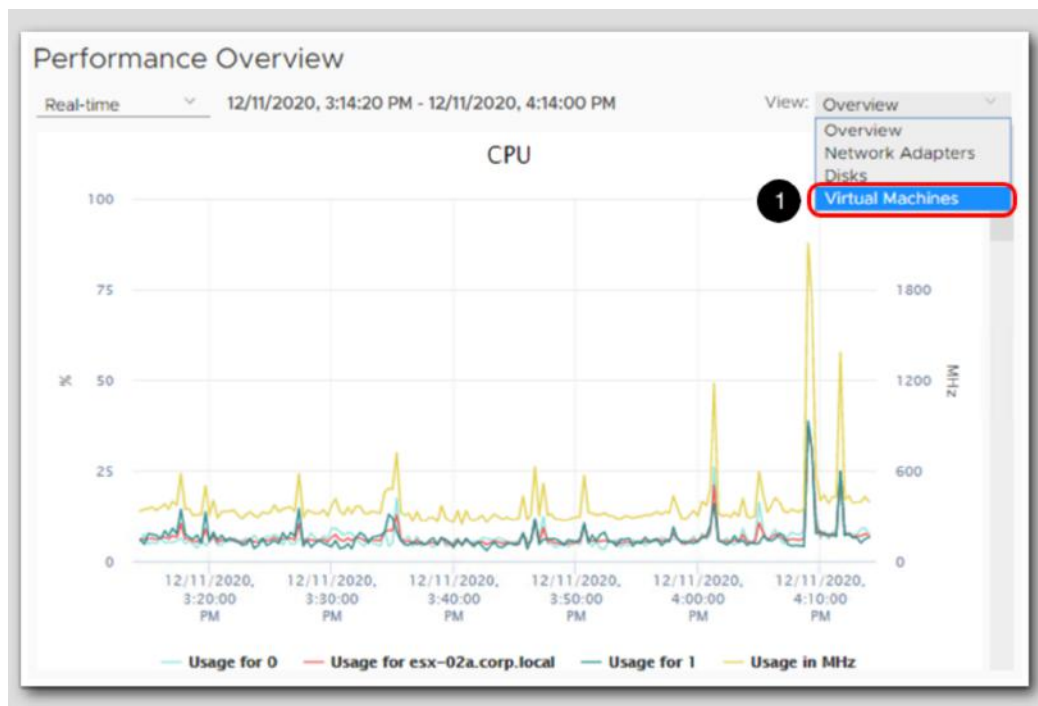 Performance Overview
Real-time
12/11/2020, 3:14:20 PM - 12/11/2020, 4:14:00 PM
View: Overview
Overview
Network Adapters
Disks
Virtual Machines
1
CPU
100
75
50
25
0
%
1800
1200
600
0
MHz
12/11/2020, 3:20:00 PM
12/11/2020, 3:30:00 PM
12/11/2020, 3:40:00 PM
12/11/2020, 3:50:00 PM
12/11/2020, 4:00:00 PM
12/11/2020, 4:10:00 PM
Usage for 0
Usage for esx-02a.corp.local
Usage for 1
Usage in MHz